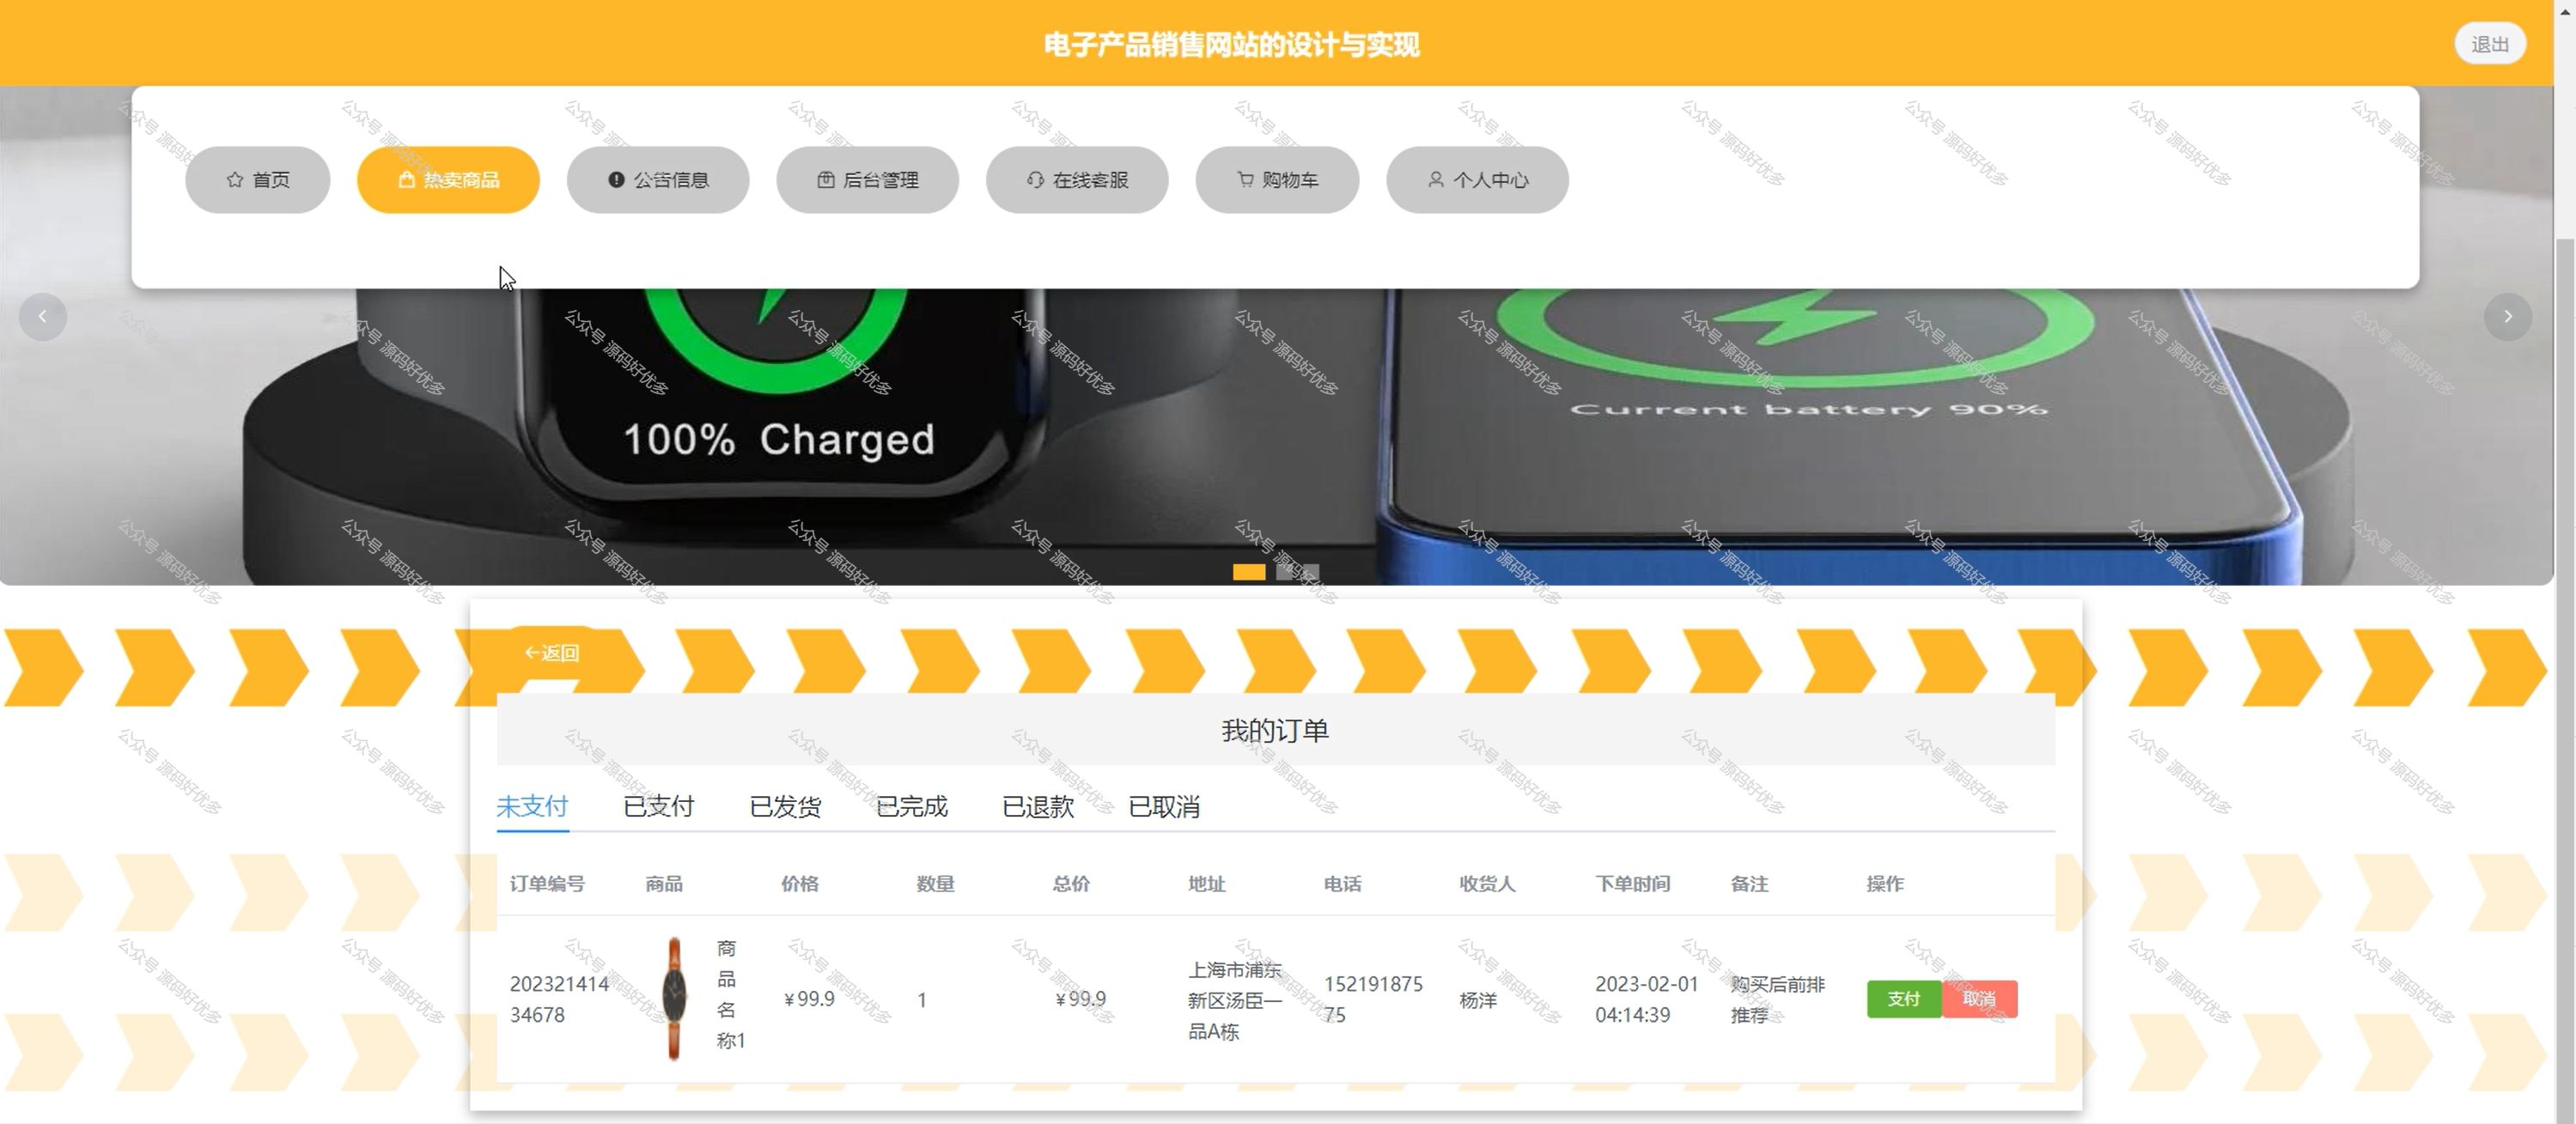 电子产品销售网站的设计与实现
退出
首页
热卖商品
公告信息
后台管理
在线客服
购物车
个人中心
100% Charged
Current battery 90%
←返回
我的订单
未支付 已支付 已发货 已完成 已退款 已取消
订单编号 商品 价格 数量 总价 地址 电话 收货人 下单时间 备注 操作
202321414
34678
商
品
名
称1
¥99.9
1
¥99.9
上海市浦东
新区汤臣一
品A栋
152191875
75
杨洋
2023-02-01
04:14:39
购买后前排
推荐
支付
取消
公众号 源码好优多